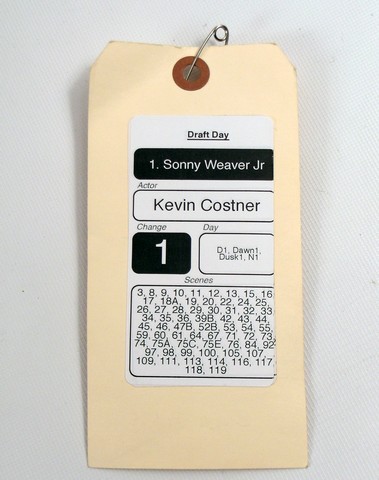 Draft Day
1. Sonny Weaver Jr
Actor
Kevin Costner
Change
Day
1
D1, Dawn1,
Dusk1, N1
Scenes
3, 8, 9, 10, 11, 12, 13, 15, 16
17, 18A, 19, 20, 22, 24, 25,
26, 27, 28, 29, 30, 31, 32, 33
34, 35, 36, 39B, 42, 43, 44,
45, 46, 47B, 52B, 53, 54, 55,
59, 60, 61, 64, 67, 71, 72, 73,
74, 75A, 75C, 75E, 76, 84, 92
97, 98, 99, 100, 105, 107,
109, 111, 113, 114, 116, 117
118, 119